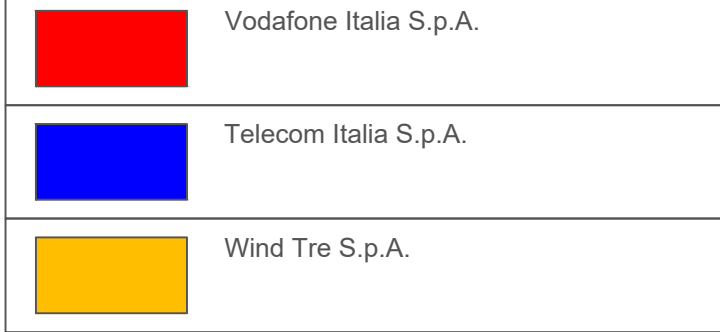 Vodafone Italia S.p.A.
Telecom Italia S.p.A.
Wind Tre S.p.A.